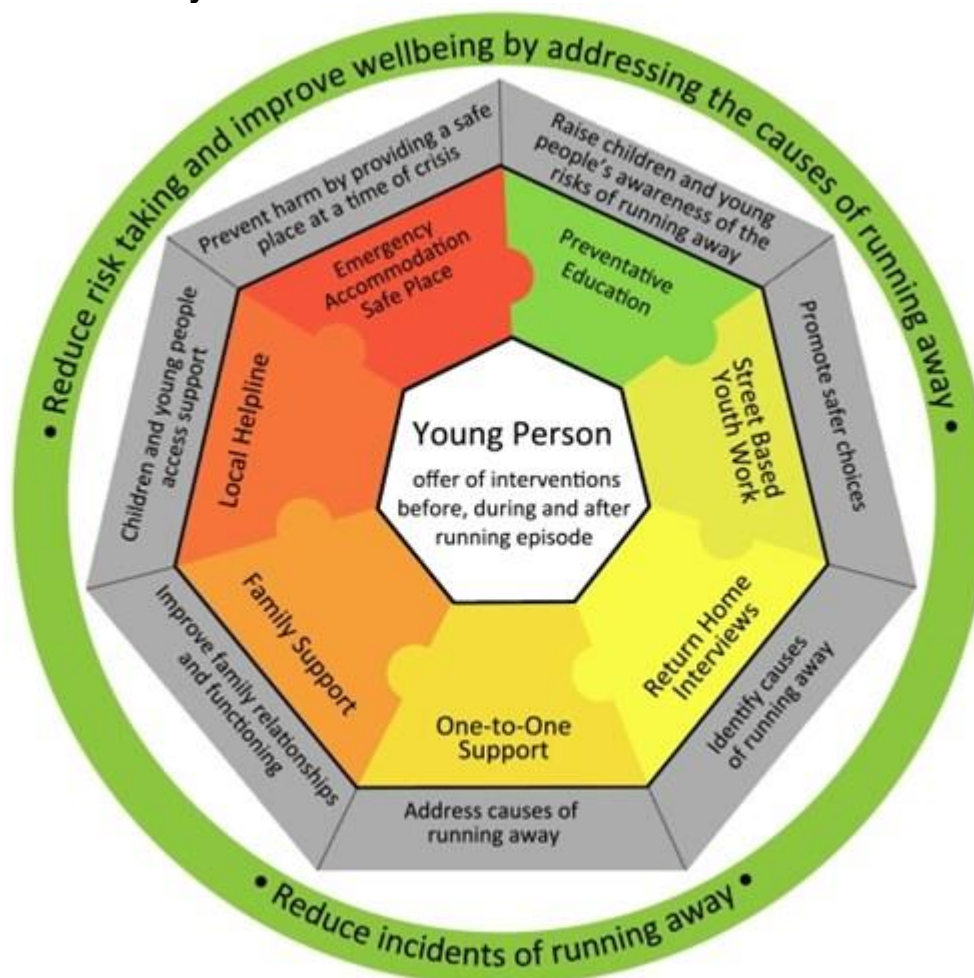 • Reduce risk taking and improve wellbeing by addressing the causes of running away •
Prevent harm by providing a safe
place at a time of crisis
Raise children and young
people's awareness of the
risks of running away
Promote safer choices
Identify causes
of running away
Address causes of
running away
Improve family relationships
and functioning
Children and young people
access support
Emergency
Accommodation
Safe Place
Preventative
Education
Street Based
Youth Work
Return Home
Interviews
One-to-One
Support
Family Support
Local Helpline
Young Person
offer of interventions
before, during and after
running episode
• Reduce incidents of running away •